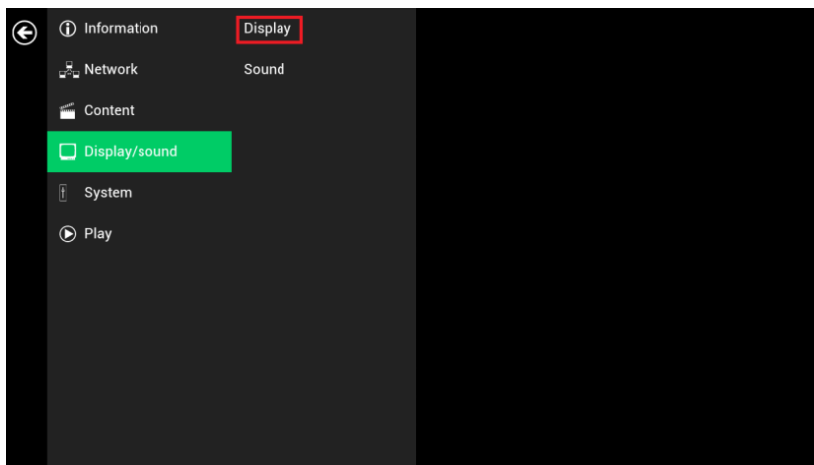 Information
Network
Content
Display/sound
System
Play
Display
Sound